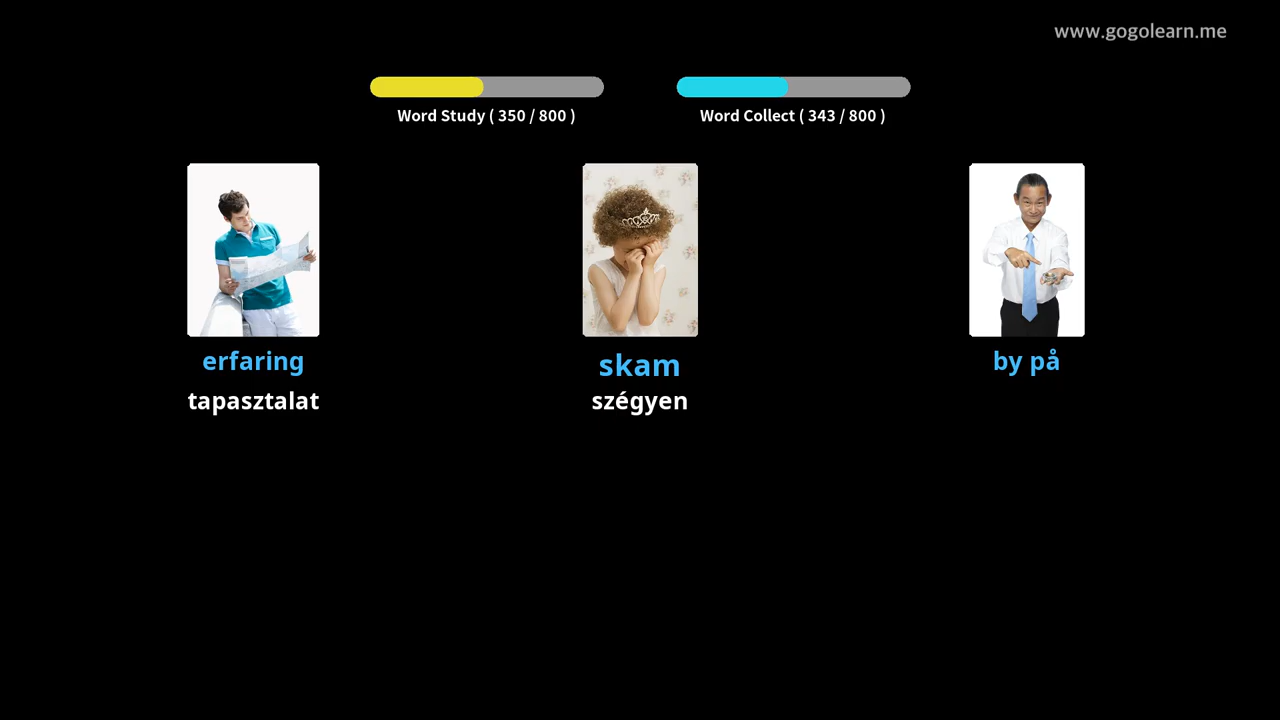 www.gogolearn.me
Word Study ( 350 / 800 )
Word Collect ( 343 / 800 )
erfaring
tapasztalat
skam
szégyen
by på